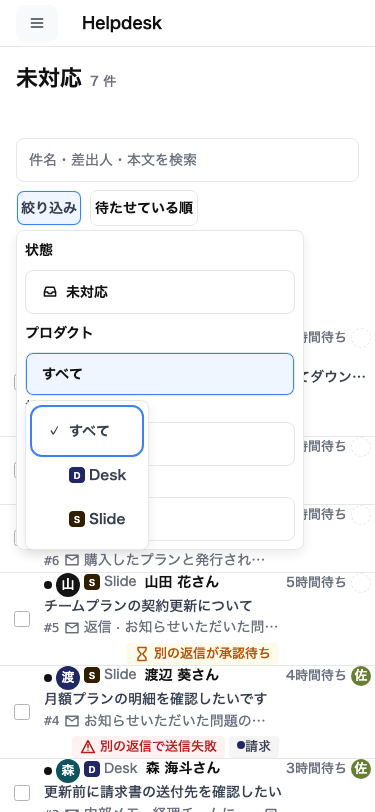 Helpdesk
未対応 7 件
件名・差出人・本文を検索
絞り込み 待たせている順
状態
未対応
プロダクト
時間待ち
すべて
てダウン…
✓ すべて
時間待ち
D Desk
S Slide
時間待ち
#6 購入したプランと発行され…
山 S Slide 山田 花さん 5時間待ち
チームプランの契約更新について
#5 返信 · お知らせいただいた問…
別の返信が承認待ち
渡 S Slide 渡辺 葵さん 4時間待ち 佐
月額プランの明細を確認したいです
#4 お知らせいただいた問題の…
別の返信で送信失敗 請求
森 D Desk 森 海斗さん 3時間待ち 佐
更新前に請求書の送付先を確認したい